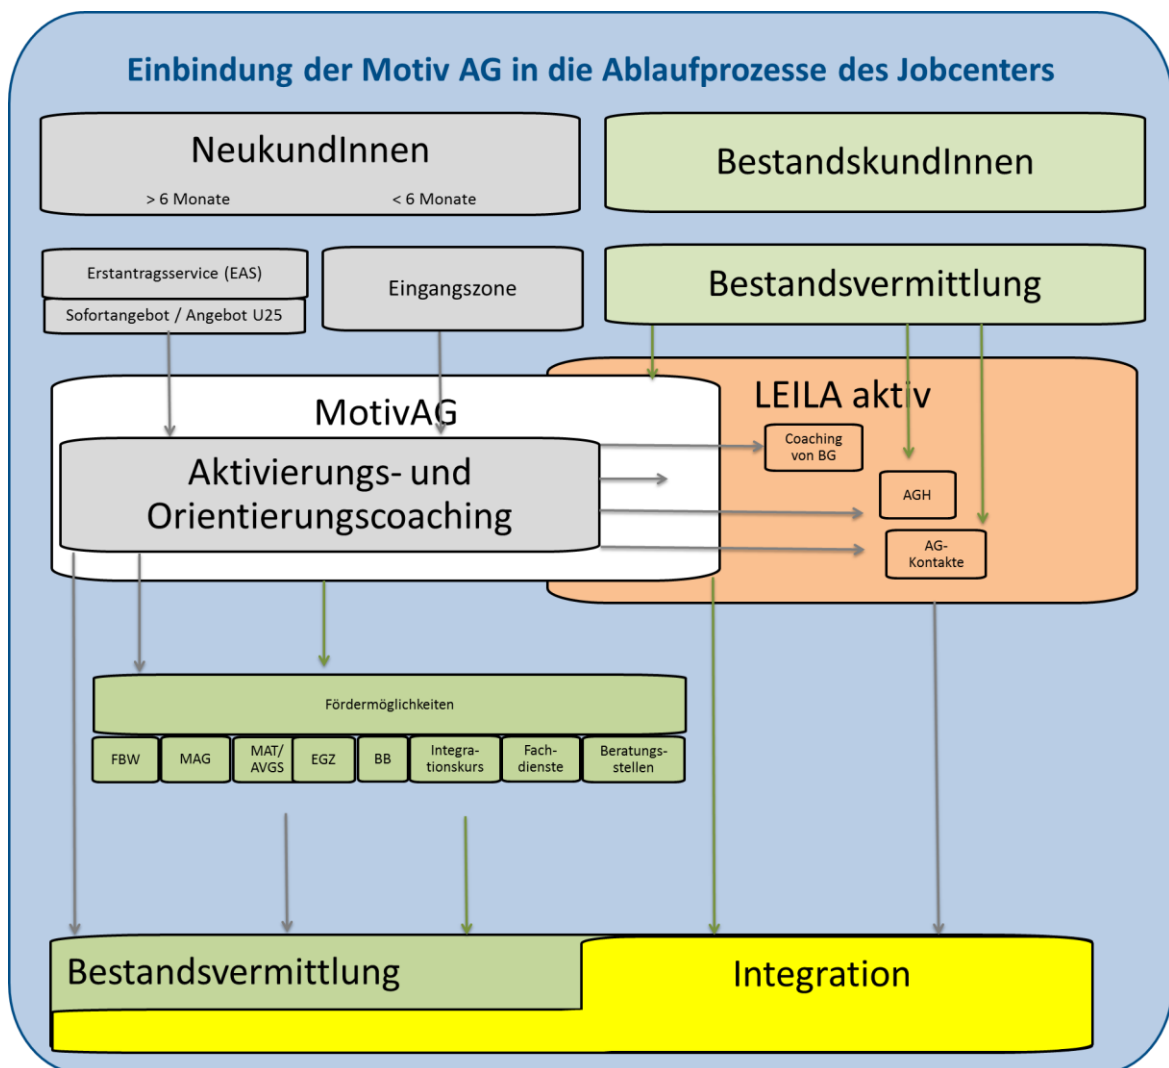 Einbindung der Motiv AG in die Ablaufprozesse des Jobcenters
NeukundInnen
> 6 Monate
< 6 Monate
BestandskundInnen
Erstantragsservice (EAS)
Sofortangebot / Angebot U25
Eingangszone
Bestandsvermittlung
MotivAG
Aktivierungs- und
Orientierungscoaching
LEILA aktiv
Coaching
von BG
AGH
AG-
Kontakte
Fördermöglichkeiten
FBW
MAG
MAT/
AVGS
EGZ
BB
Integra-
tionskurs
Fach-
dienste
Beratungs-
stellen
Bestandsvermittlung
Integration